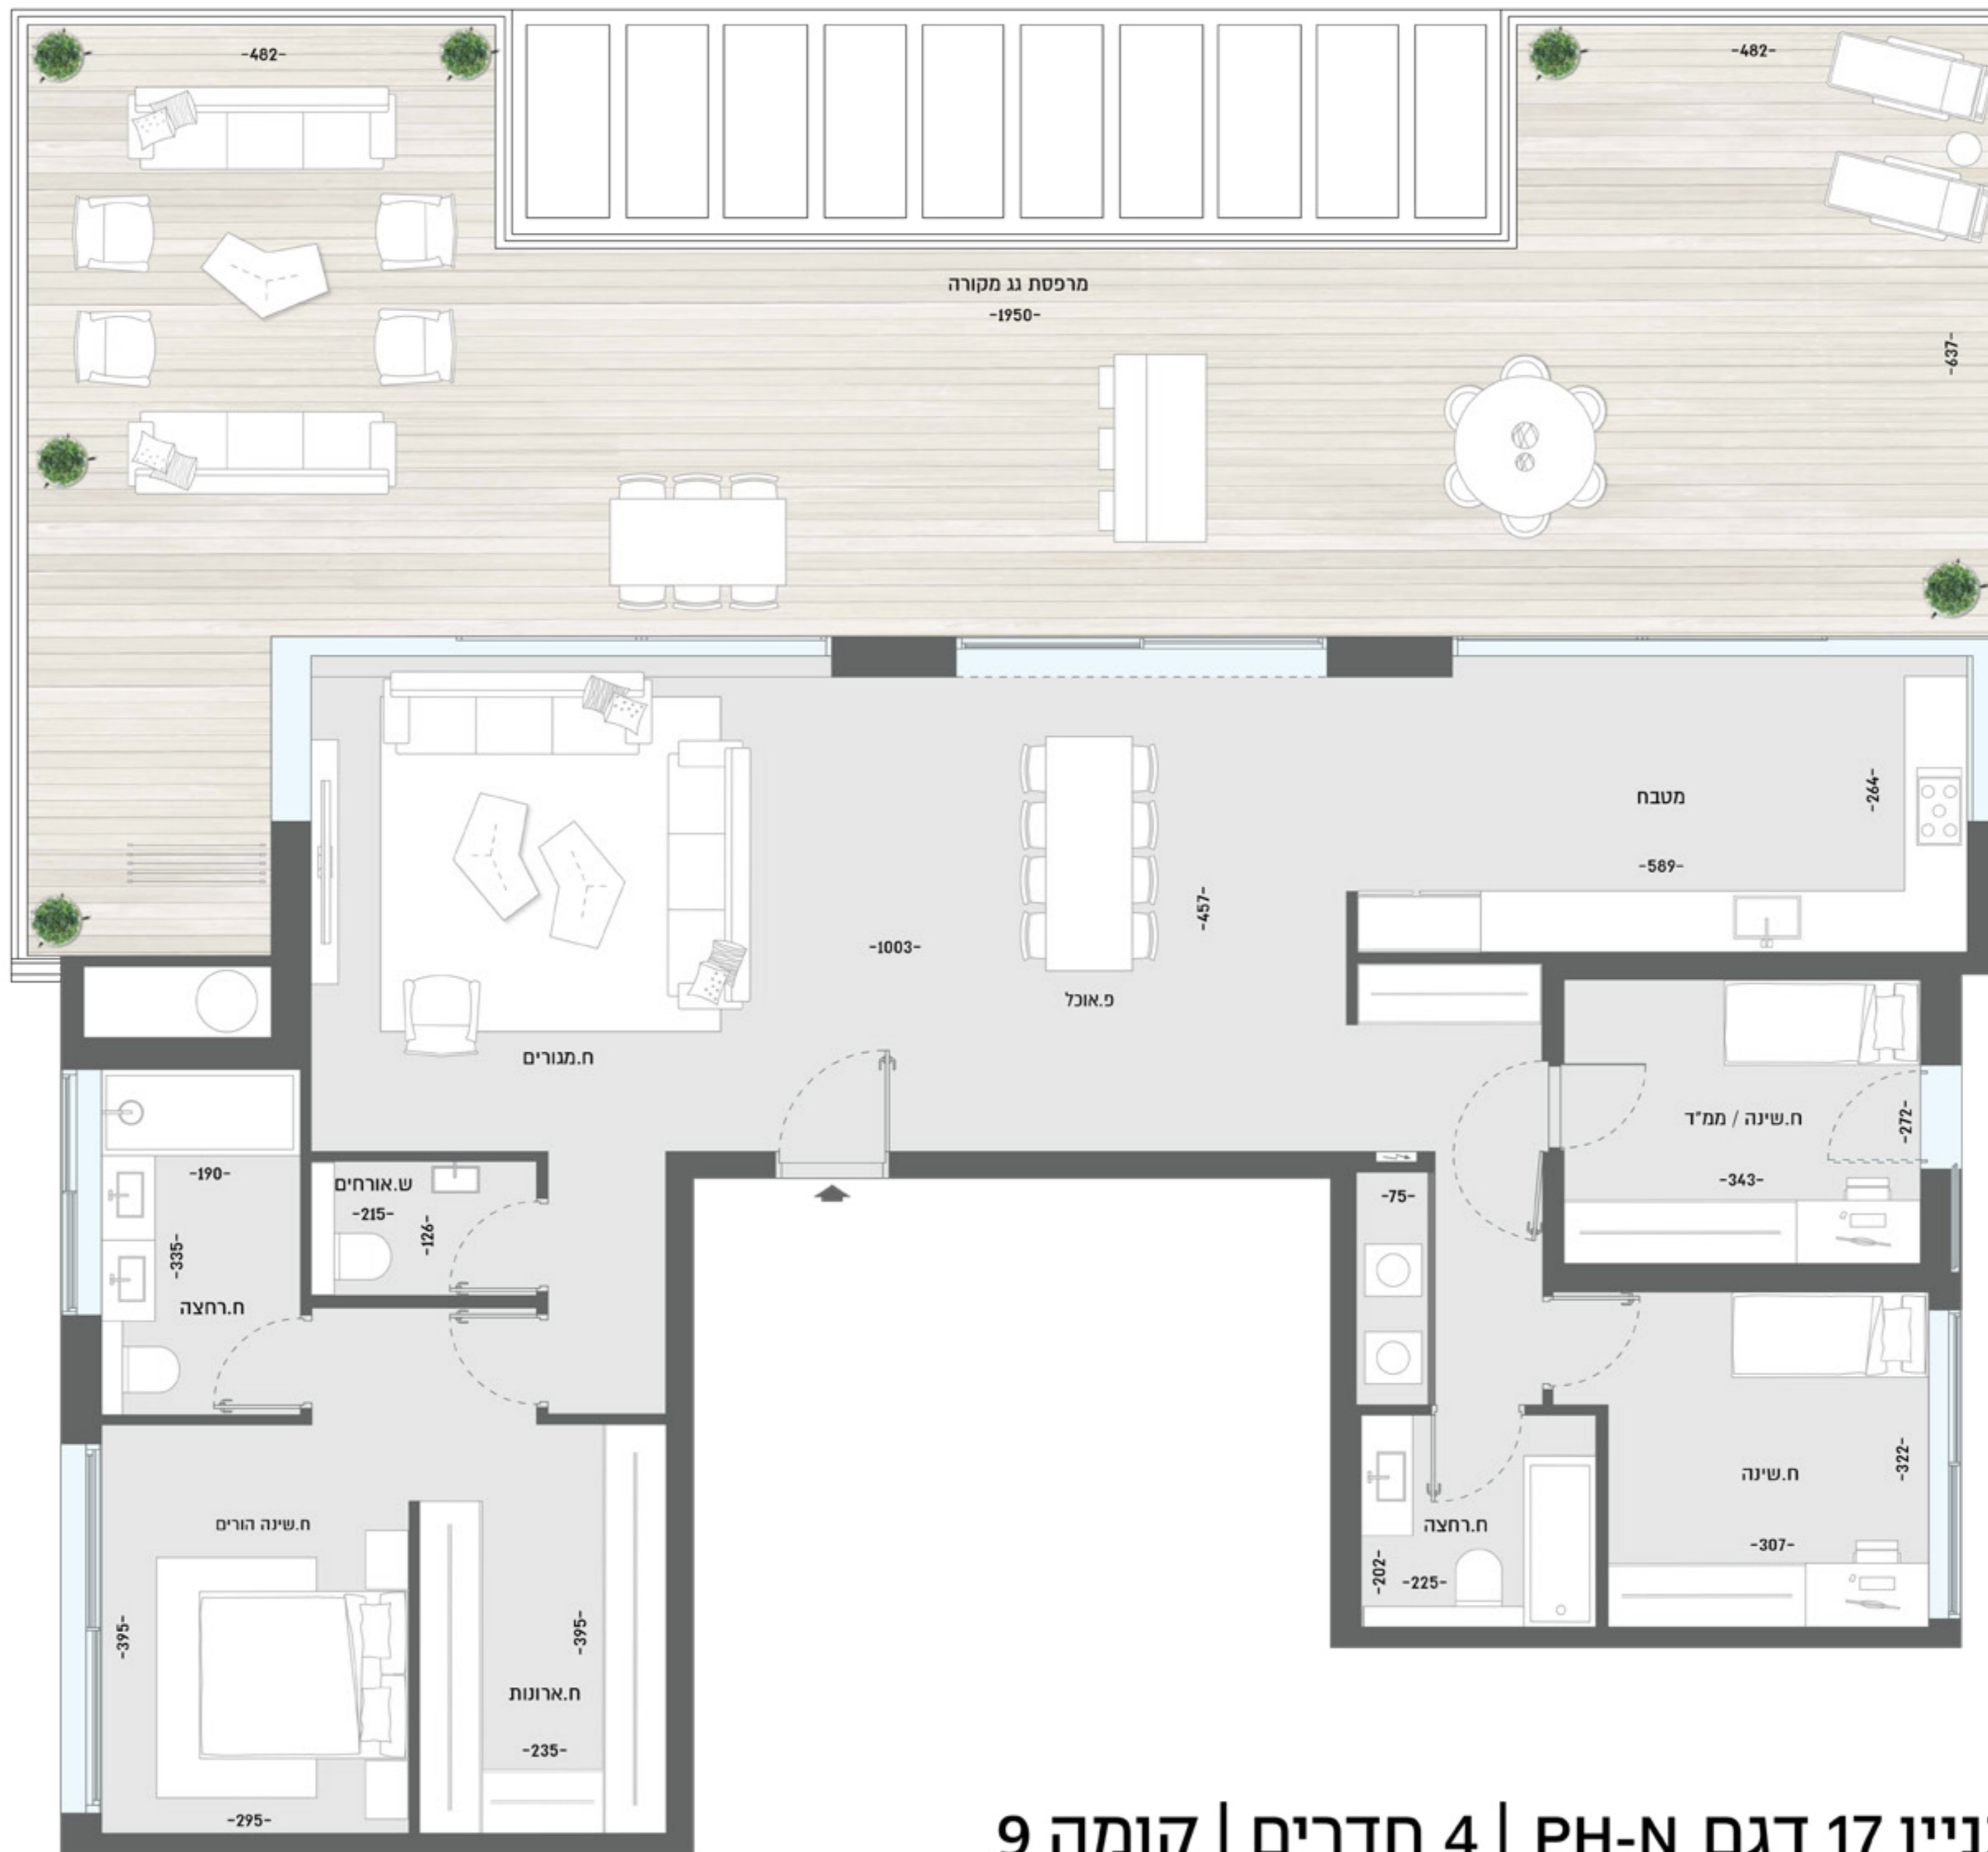 -482-
-482-
מרפסת גג מקורה
-1950-
-637-
מטבח
-264-
-589-
-457-
-1003-
פ.אוכל
ח.מגורים
ח.שינה / ממ"ד
-272-
-343-
-190-
ש.אורחים
-215-
-126-
-335-
ח.רחצה
-75-
ח.שינה
-322-
-307-
ח.רחצה
-202-
-225-
ח.שינה הורים
-395-
-295-
-395-
ח.ארונות
-235-
17 דגם PH-N | 4 חדרים | קומה 9